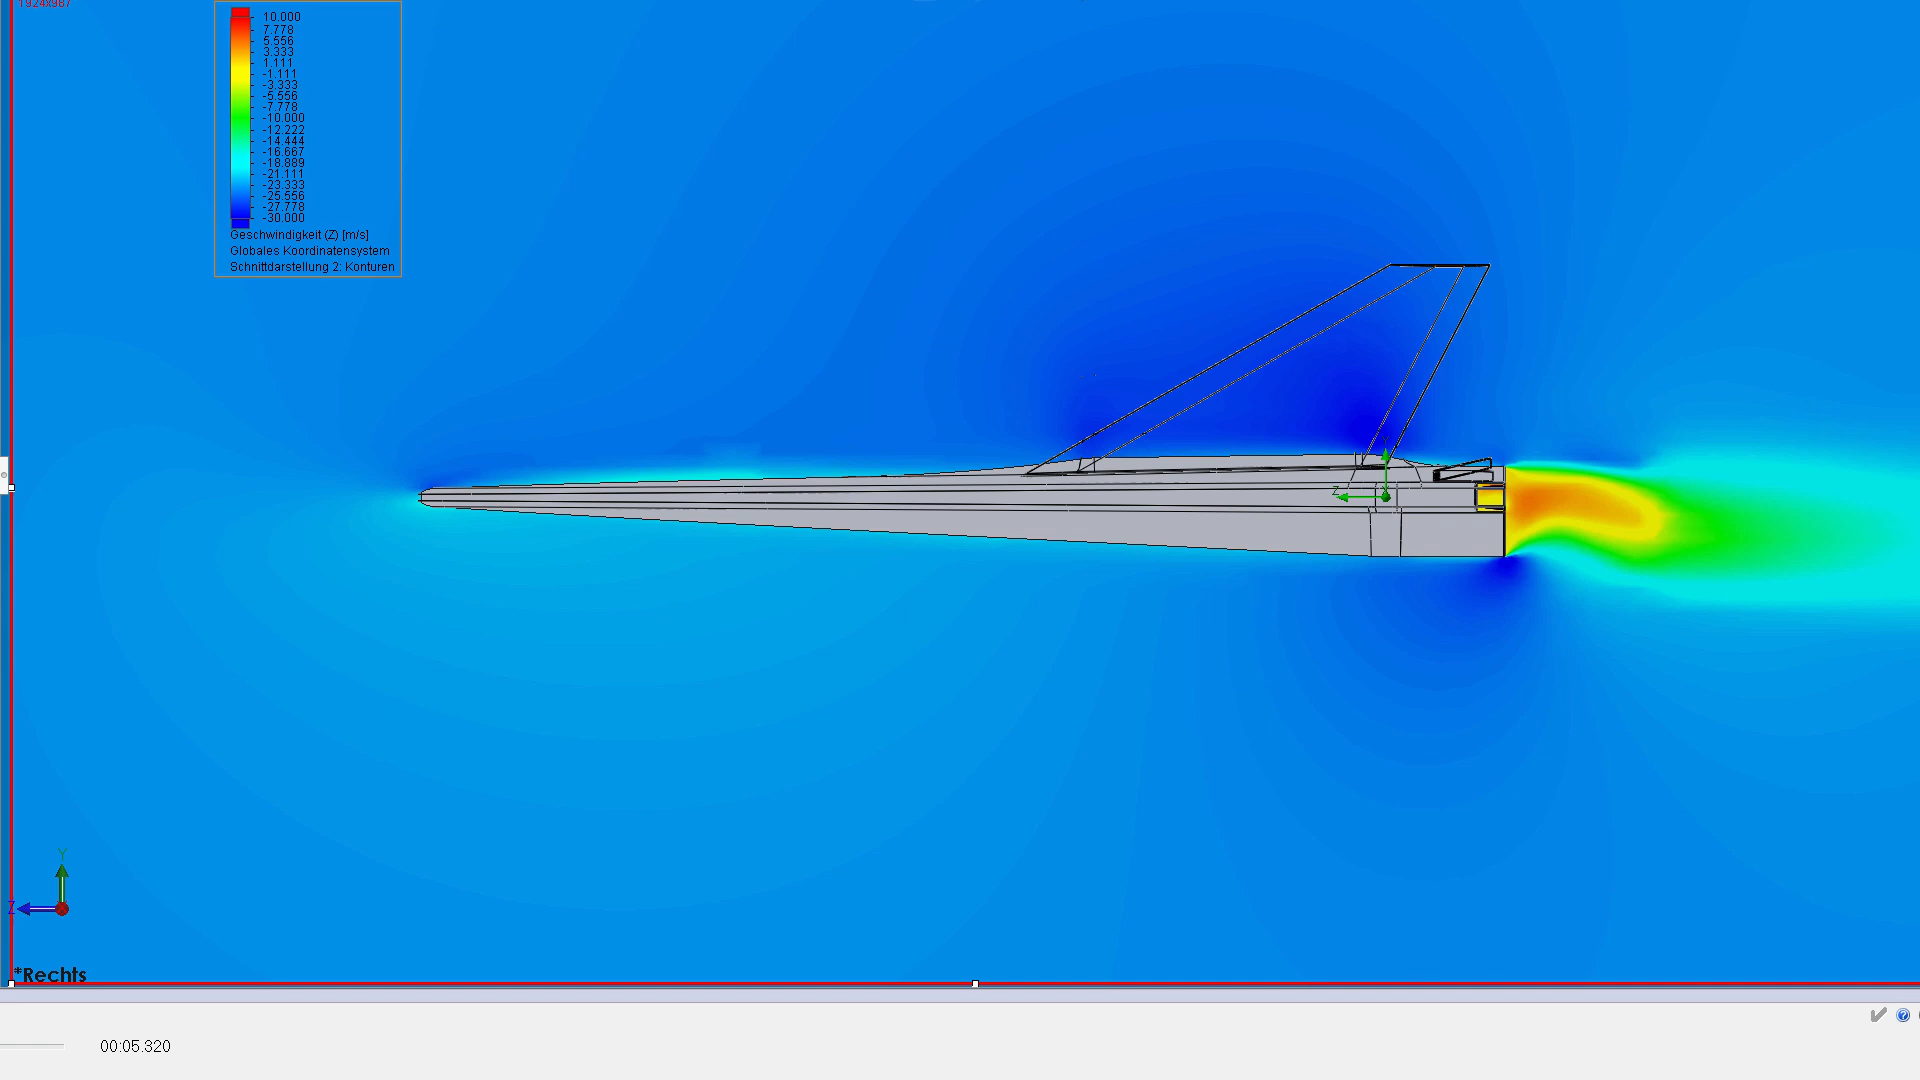 1924x987
10.000
7.778
5.556
3.333
1.111
-1.111
-3.333
-5.556
-7.778
-10.000
-12.222
-14.444
-16.667
-18.889
-21.111
-23.333
-25.556
-27.778
-30.000
Geschwindigkeit (Z) [m/s]
Globales Koordinatensystem
Schnittdarstellung 2: Konturen
Z
Y
Z
*Rechts
?
00:05.320